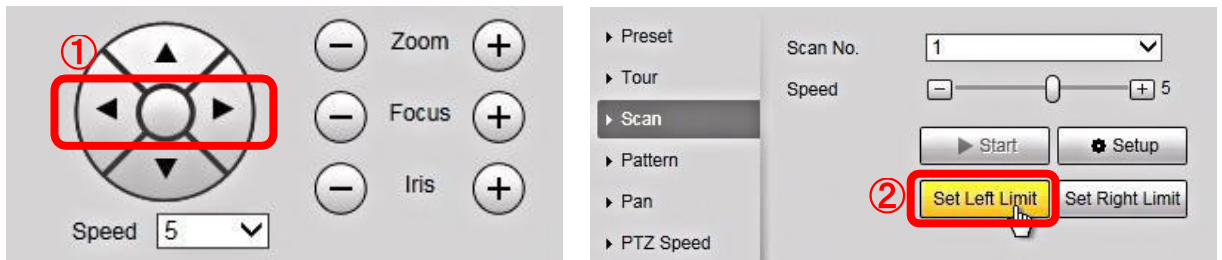 ①
Zoom
Focus
Iris
Speed 5
Preset
Tour
Scan
Pattern
Pan
PTZ Speed
Scan No. 1
Speed 5
Start Setup
② Set Left Limit Set Right Limit